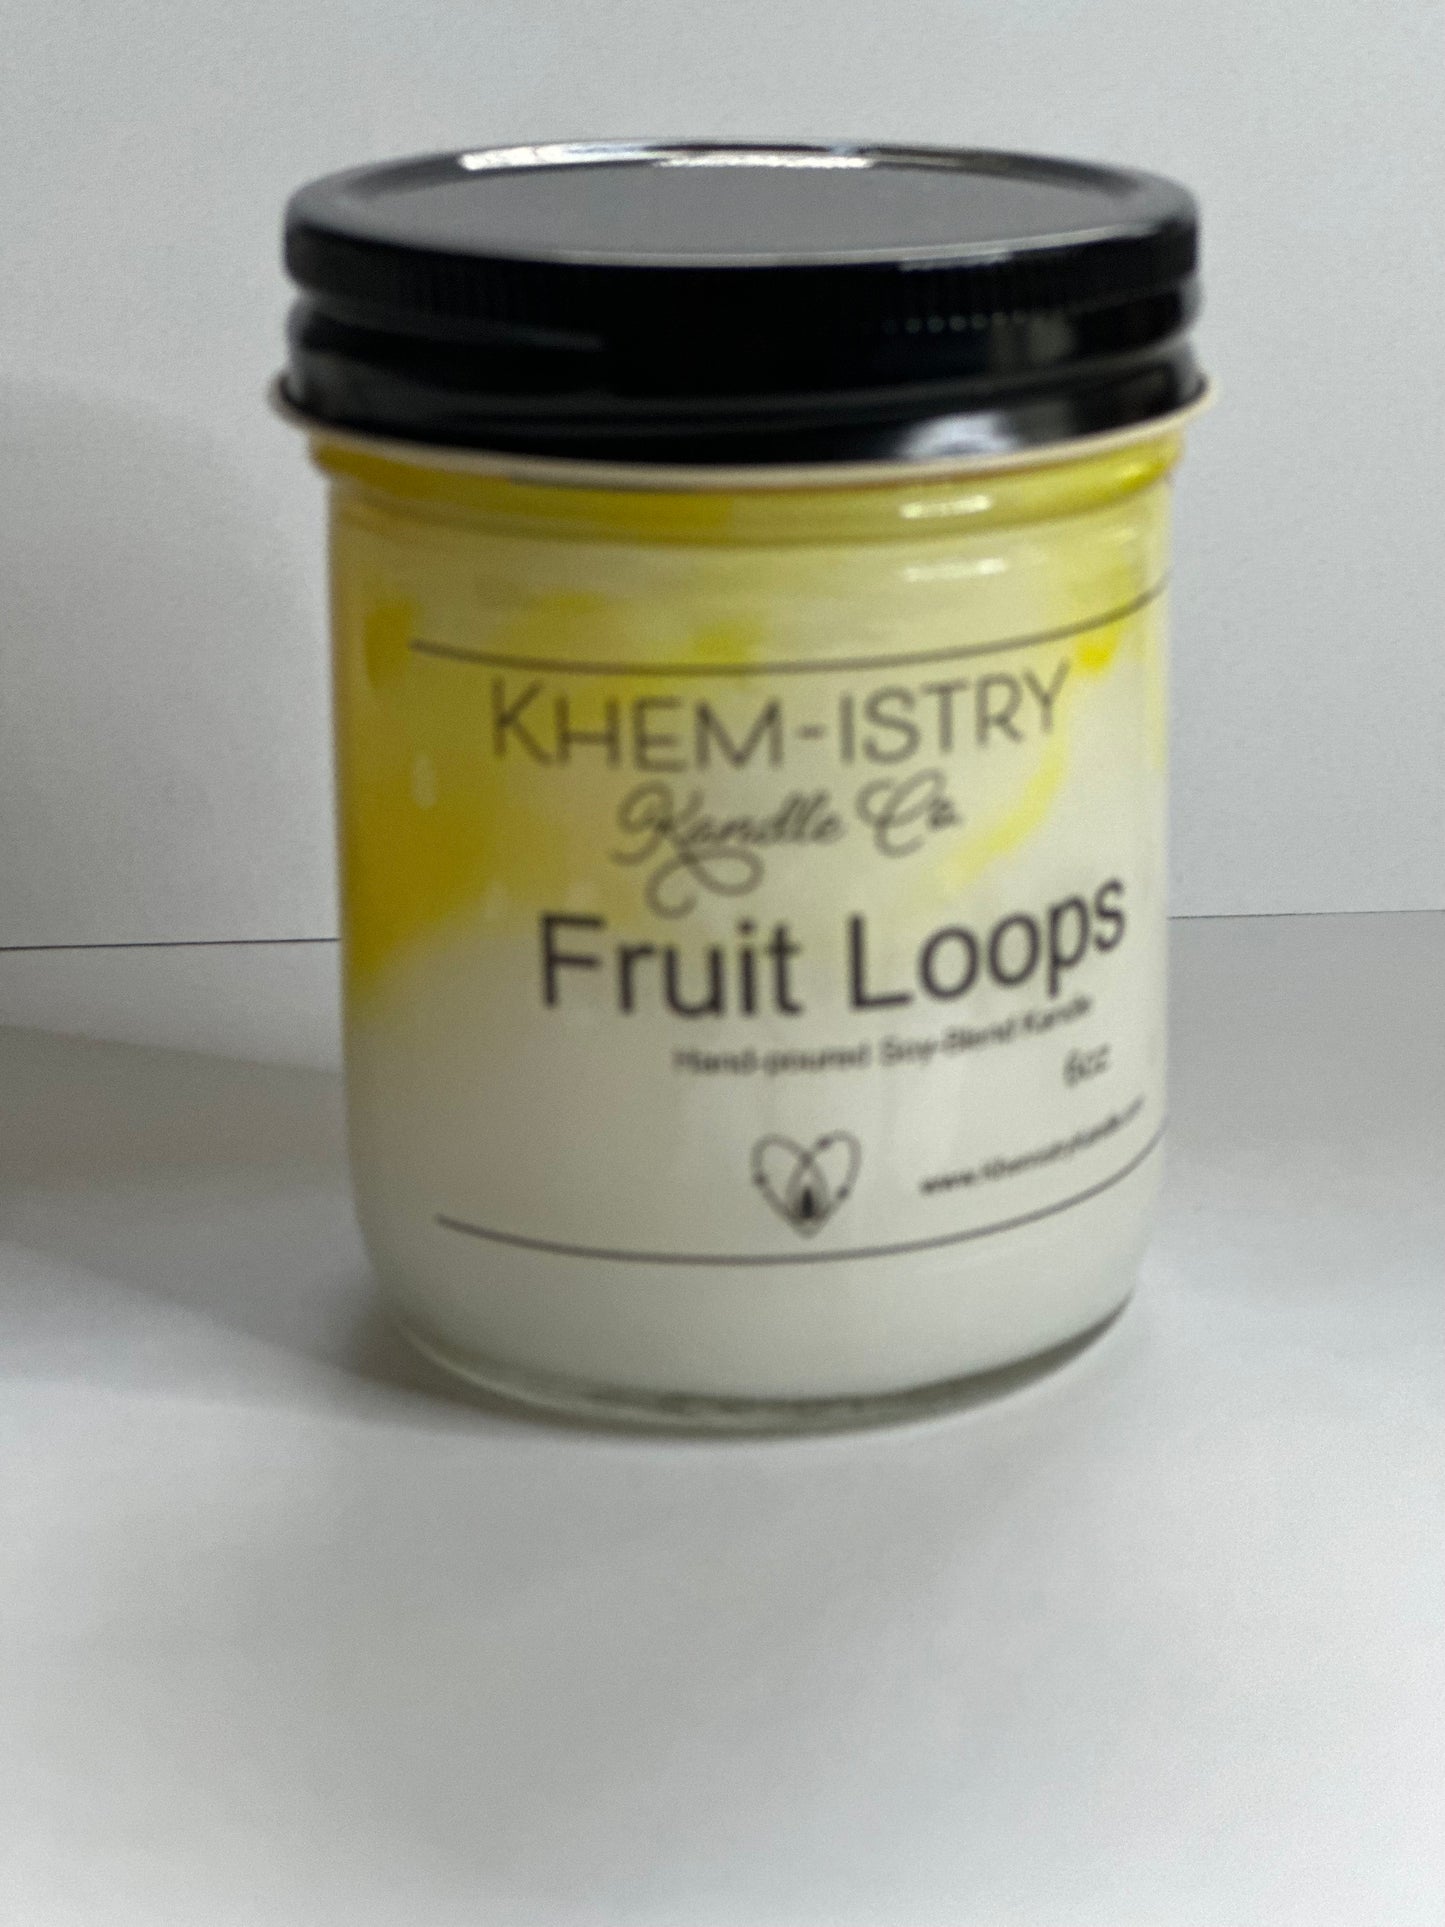 KHEM-ISTRY
Kandle Co.
Fruit Loops
Hand-poured Soy-Blend Kandle
6oz